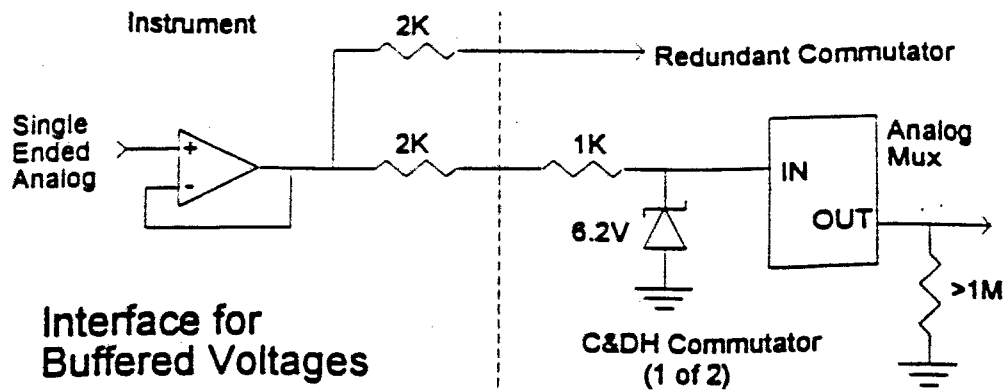 Instrument
2K
Redundant Commutator
Single
Ended
Analog
+
-
2K
1K
Analog
Mux
IN
OUT
6.2V
>1M
Interface for
Buffered Voltages
C&DH Commutator
(1 of 2)